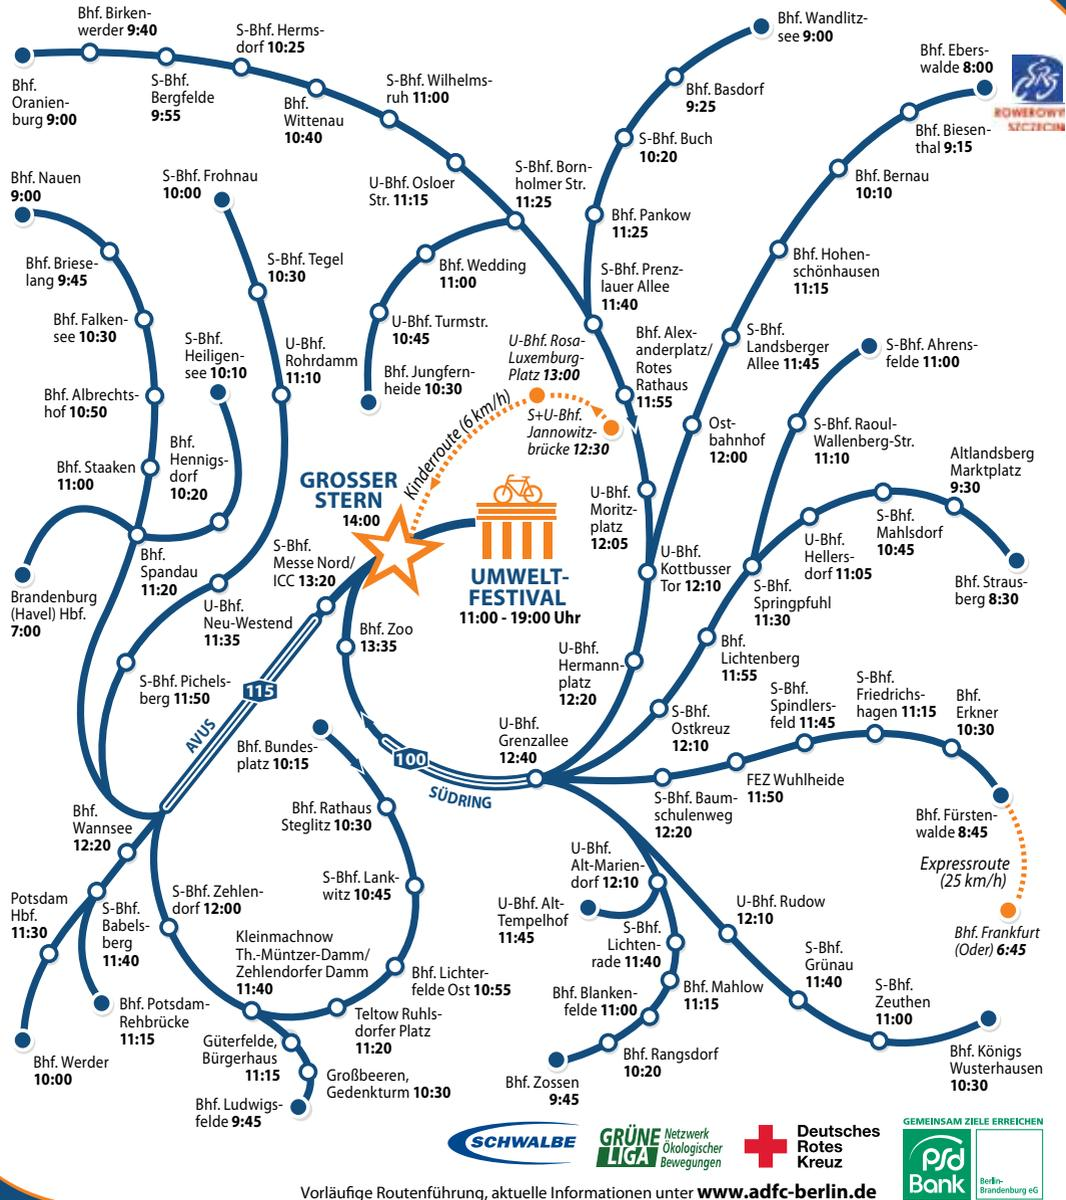 Bhf. Birken-
werder 9:40
S-Bhf. Herms-
dorf 10:25
Bhf. Wandlitz-
see 9:00
Bhf. Ebers-
walde 8:00
Bhf.
Oranien-
burg 9:00
S-Bhf.
Bergfelde
9:55
Bhf.
Wittenau
10:40
S-Bhf. Wilhelms-
ruh 11:00
Bhf. Basdorf
9:25
ROWEROWY
SZCZECIN
Bhf. Biesen-
thal 9:15
S-Bhf. Buch
10:20
Bhf. Nauen
9:00
S-Bhf. Frohnau
10:00
U-Bhf. Osloer
Str. 11:15
S-Bhf. Born-
holmer Str.
11:25
Bhf. Bernau
10:10
Bhf. Pankow
11:25
Bhf. Briese-
lang 9:45
S-Bhf. Tegel
10:30
Bhf. Wedding
11:00
S-Bhf. Prenz-
lauer Allee
11:40
Bhf. Hohen-
schönhausen
11:15
Bhf. Falken-
see 10:30
S-Bhf.
Heiligen-
see 10:10
U-Bhf.
Rohrdamm
11:10
U-Bhf. Turmstr.
10:45
U-Bhf. Rosa-
Luxemburg-
Platz 13:00
Bhf. Alex-
anderplatz/
Rotes
Rathaus
11:55
S-Bhf.
Landsberger
Allee 11:45
S-Bhf. Ahrens-
felde 11:00
Bhf. Jungfern-
heide 10:30
Bhf. Albrechts-
hof 10:50
Kinderroute (6 km/h)
S+U-Bhf.
Jannowitz-
brücke 12:30
Ost-
bahnhof
12:00
S-Bhf. Raoul-
Wallenberg-Str.
11:10
Bhf.
Hennigs-
dorf
10:20
Bhf. Staaken
11:00
GROSSER
STERN
14:00
Altlandsberg
Marktplatz
9:30
U-Bhf.
Moritz-
platz
12:05
S-Bhf.
Mahlsdorf
10:45
U-Bhf.
Hellers-
dorf 11:05
Bhf.
Spandau
11:20
S-Bhf.
Messe Nord/
ICC 13:20
UMWELT-
FESTIVAL
11:00 - 19:00 Uhr
U-Bhf.
Kottbusser
Tor 12:10
S-Bhf.
Springpfuhl
11:30
Bhf. Straus-
berg 8:30
Brandenburg
(Havel) Hbf.
7:00
U-Bhf.
Neu-Westend
11:35
Bhf. Zoo
13:35
U-Bhf.
Hermann-
platz
12:20
Bhf.
Lichtenberg
11:55
S-Bhf. Pichels-
berg 11:50
115
AVUS
S-Bhf.
Ostkreuz
12:10
S-Bhf.
Spindlers-
feld 11:45
S-Bhf.
Friedrichs-
hagen 11:15
Bhf.
Erkner
10:30
Bhf. Bundes-
platz 10:15
100
SÜDRING
U-Bhf.
Grenzallee
12:40
FEZ Wuhlheide
11:50
S-Bhf. Baum-
schulenweg
12:20
Bhf. Fürsten-
walde 8:45
Bhf.
Wannsee
12:20
Bhf. Rathaus
Steglitz 10:30
Expressroute
(25 km/h)
U-Bhf.
Alt-Marien-
dorf 12:10
S-Bhf. Lank-
witz 10:45
Potsdam
Hbf.
11:30
S-Bhf.
Babels-
berg
11:40
S-Bhf. Zehlen-
dorf 12:00
U-Bhf. Alt-
Tempelhof
11:45
U-Bhf. Rudow
12:10
Bhf. Frankfurt
(Oder) 6:45
S-Bhf.
Lichten-
rade 11:40
Kleinmachnow
Th.-Müntzer-Damm/
Zehlendorfer Damm
11:40
S-Bhf.
Grünau
11:40
Bhf. Lichter-
felde Ost 10:55
Bhf. Mahlow
11:15
S-Bhf.
Zeuthen
11:00
Bhf. Potsdam-
Rehbrücke
11:15
Bhf. Blanken-
felde 11:00
Teltow Ruhls-
dorfer Platz
11:20
Güterfelde,
Bürgerhaus
11:15
Bhf. Werder
10:00
Bhf. Rangsdorf
10:20
Bhf. Königs
Wusterhausen
10:30
Großbeeren,
Gedenkturm 10:30
Bhf. Zossen
9:45
Bhf. Ludwigs-
felde 9:45
SCHWALBE
GRÜNE
LIGA
Netzwerk
Ökologischer
Bewegungen
Deutsches
Rotes
Kreuz
GEMEINSAM ZIELE ERREICHEN
PSD
Bank
Berlin-
Brandenburg eG
Vorläufige Routenführung, aktuelle Informationen unter www.adfc-berlin.de